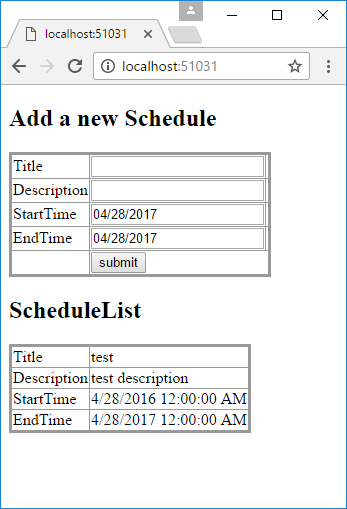 localhost:51031
localhost:51031
Add a new Schedule
Title
Description
StartTime 04/28/2017
EndTime 04/28/2017
submit
ScheduleList
Title test
Description test description
StartTime 4/28/2016 12:00:00 AM
EndTime 4/28/2017 12:00:00 AM